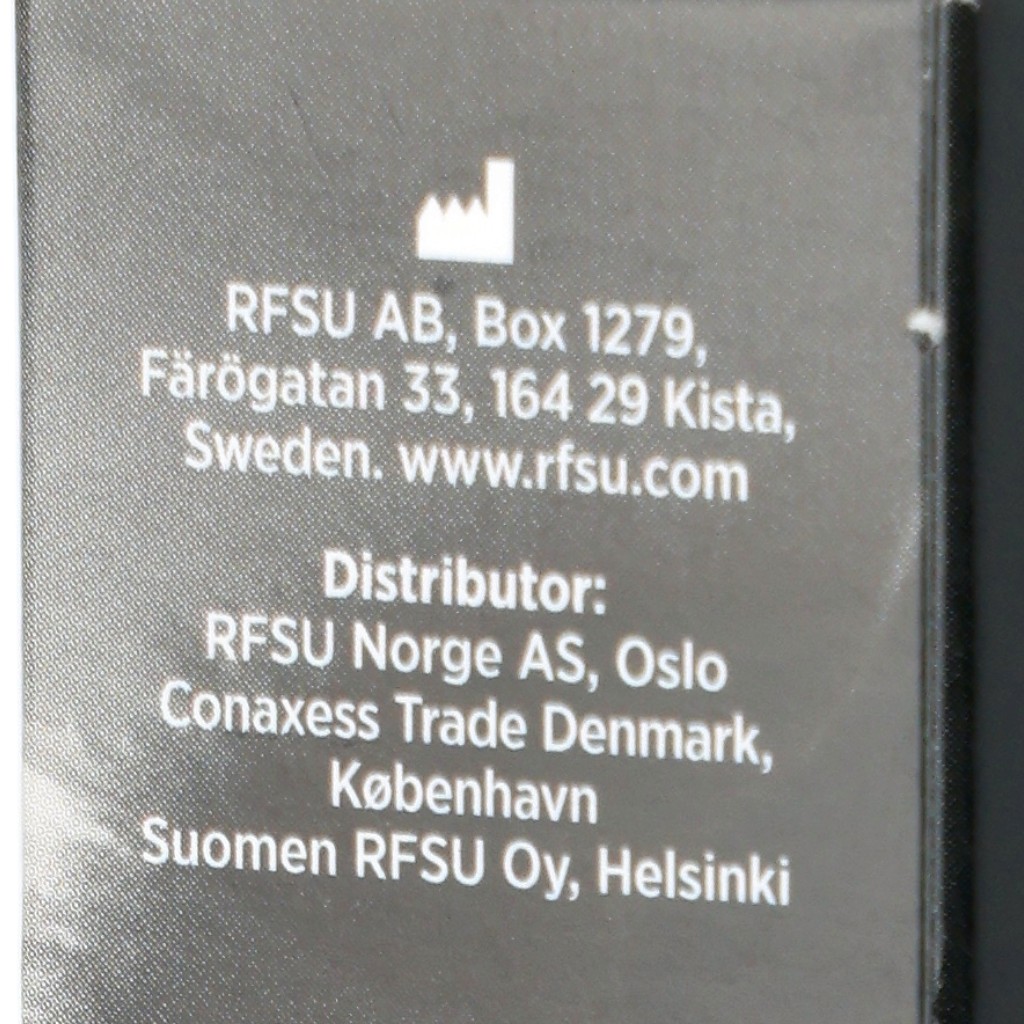 RFSU AB, Box 1279,
Färögatan 33, 164 29 Kista,
Sweden. www.rfsu.com
Distributor:
RFSU Norge AS, Oslo
Conaxess Trade Denmark,
København
Suomen RFSU Oy, Helsinki